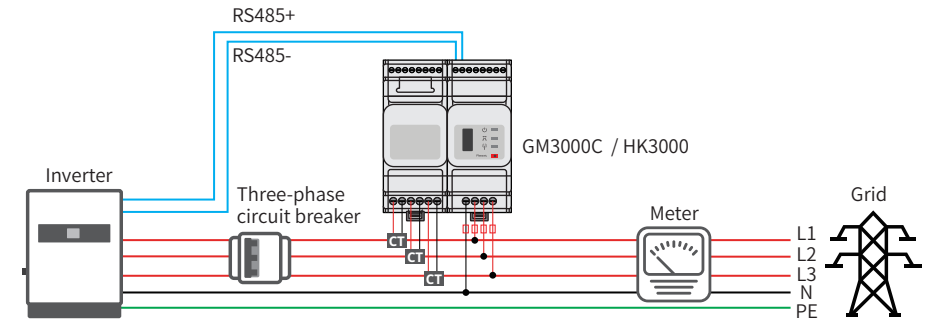 RS485+
RS485-
GM3000C / HK3000
Inverter
Three-phase
circuit breaker
Meter
Grid
CT
CT
CT
L1
L2
L3
N
PE